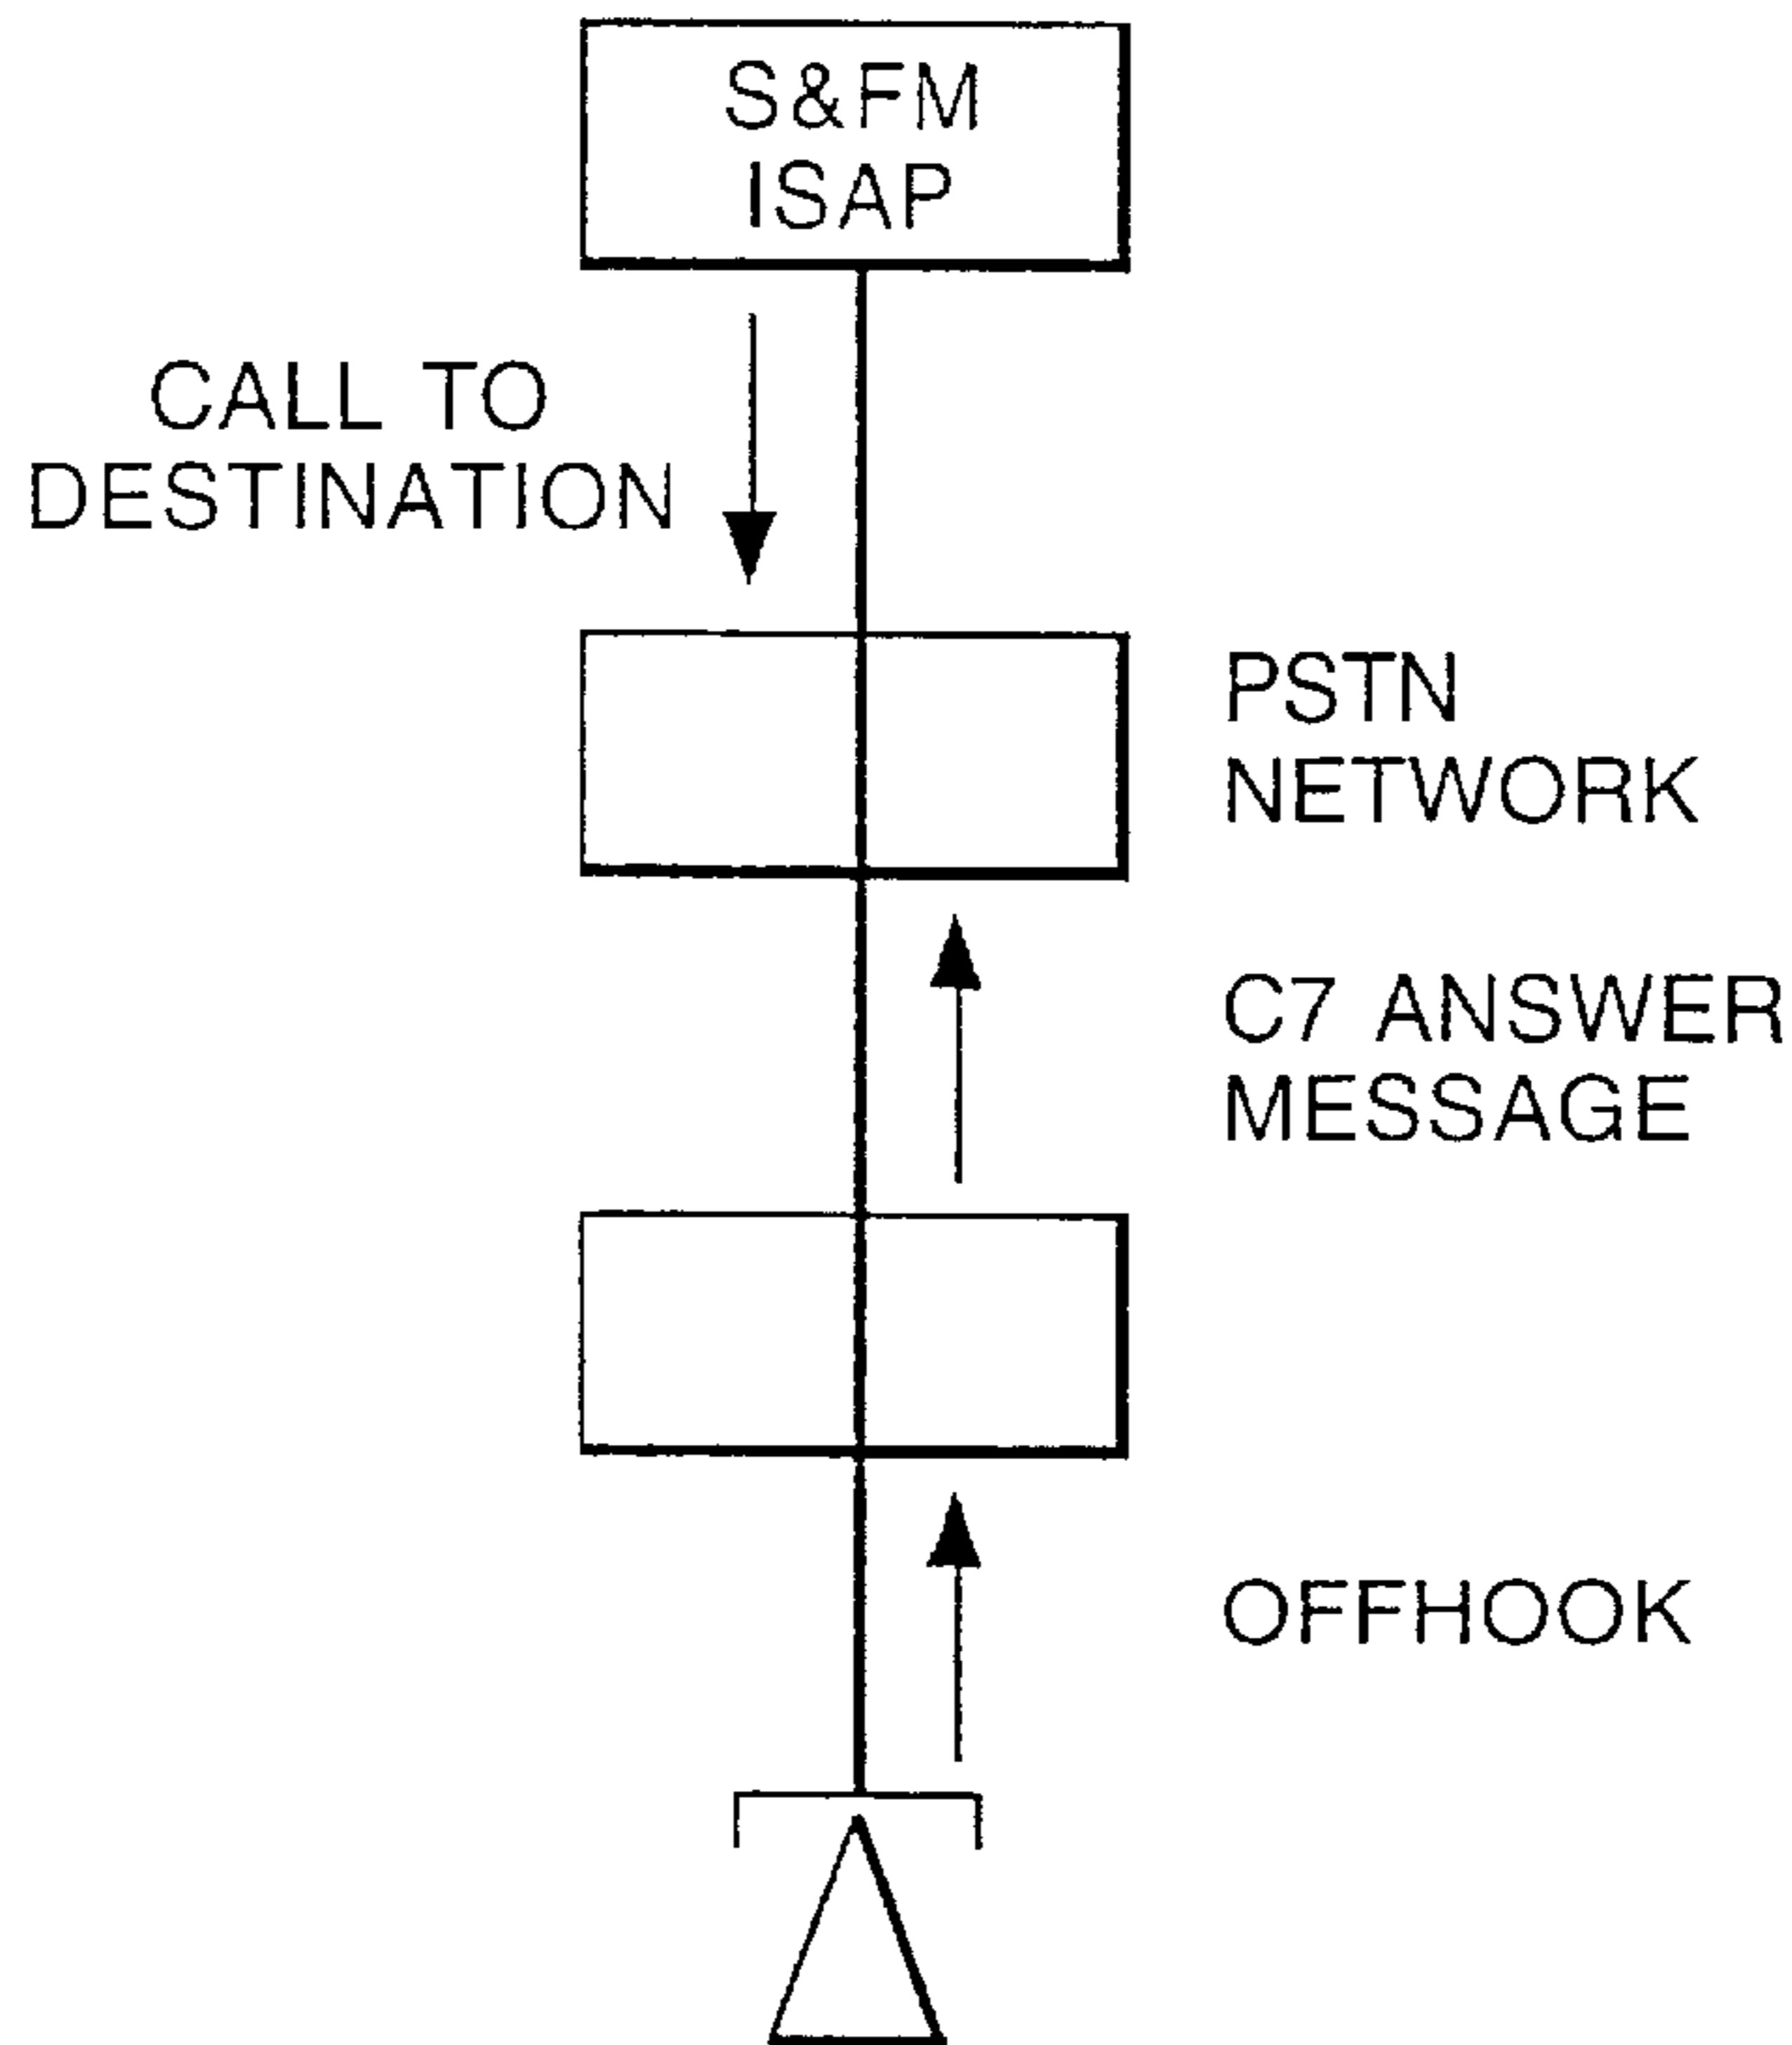 S&FM
ISAP
CALL TO
DESTINATION
PSTN
NETWORK
C7 ANSWER
MESSAGE
OFFHOOK